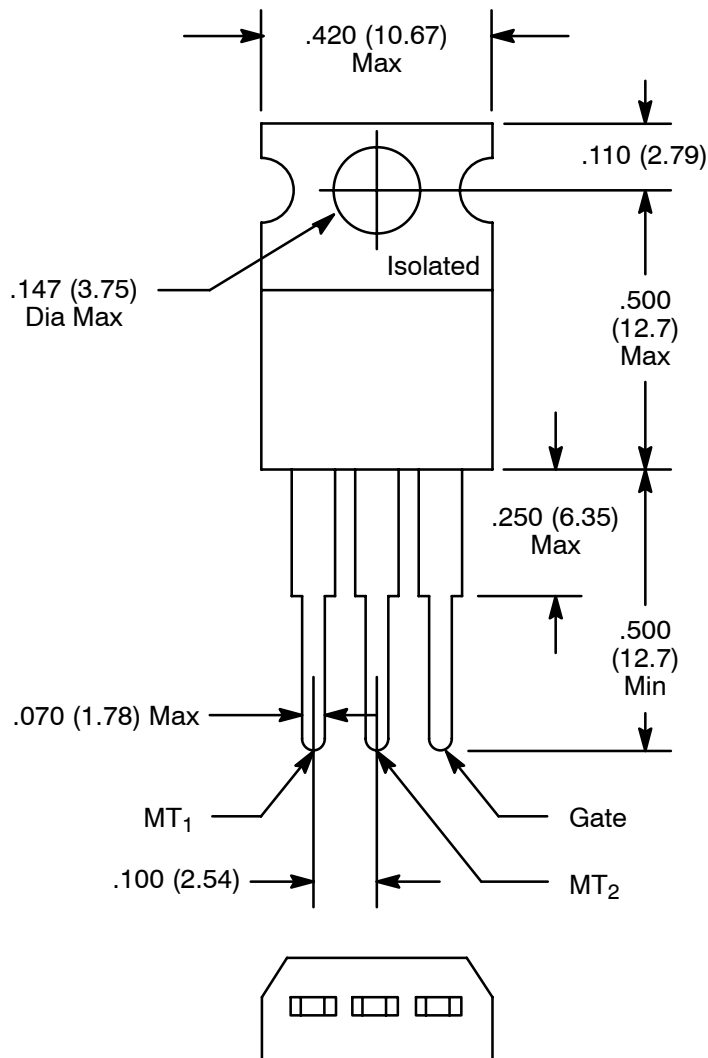 .420 (10.67)
Max
.110 (2.79)
Isolated
.147 (3.75)
Dia Max
.500
(12.7)
Max
.250 (6.35)
Max
.500
(12.7)
Min
.070 (1.78) Max
MT1
Gate
.100 (2.54)
MT2